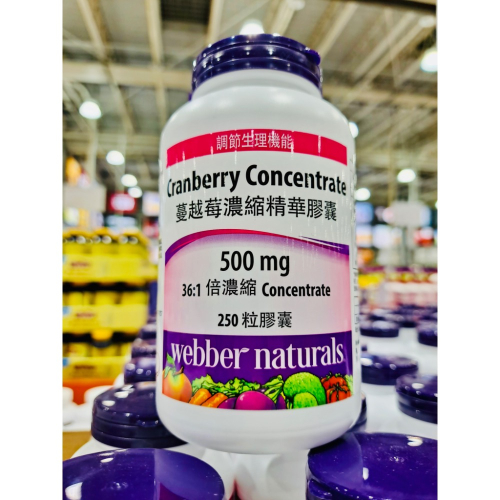 調節生理機能
Cranberry Concentrate
蔓越莓濃縮精華膠囊
500 mg
36:1 倍濃縮 Concentrate
250 粒膠囊
webber naturals